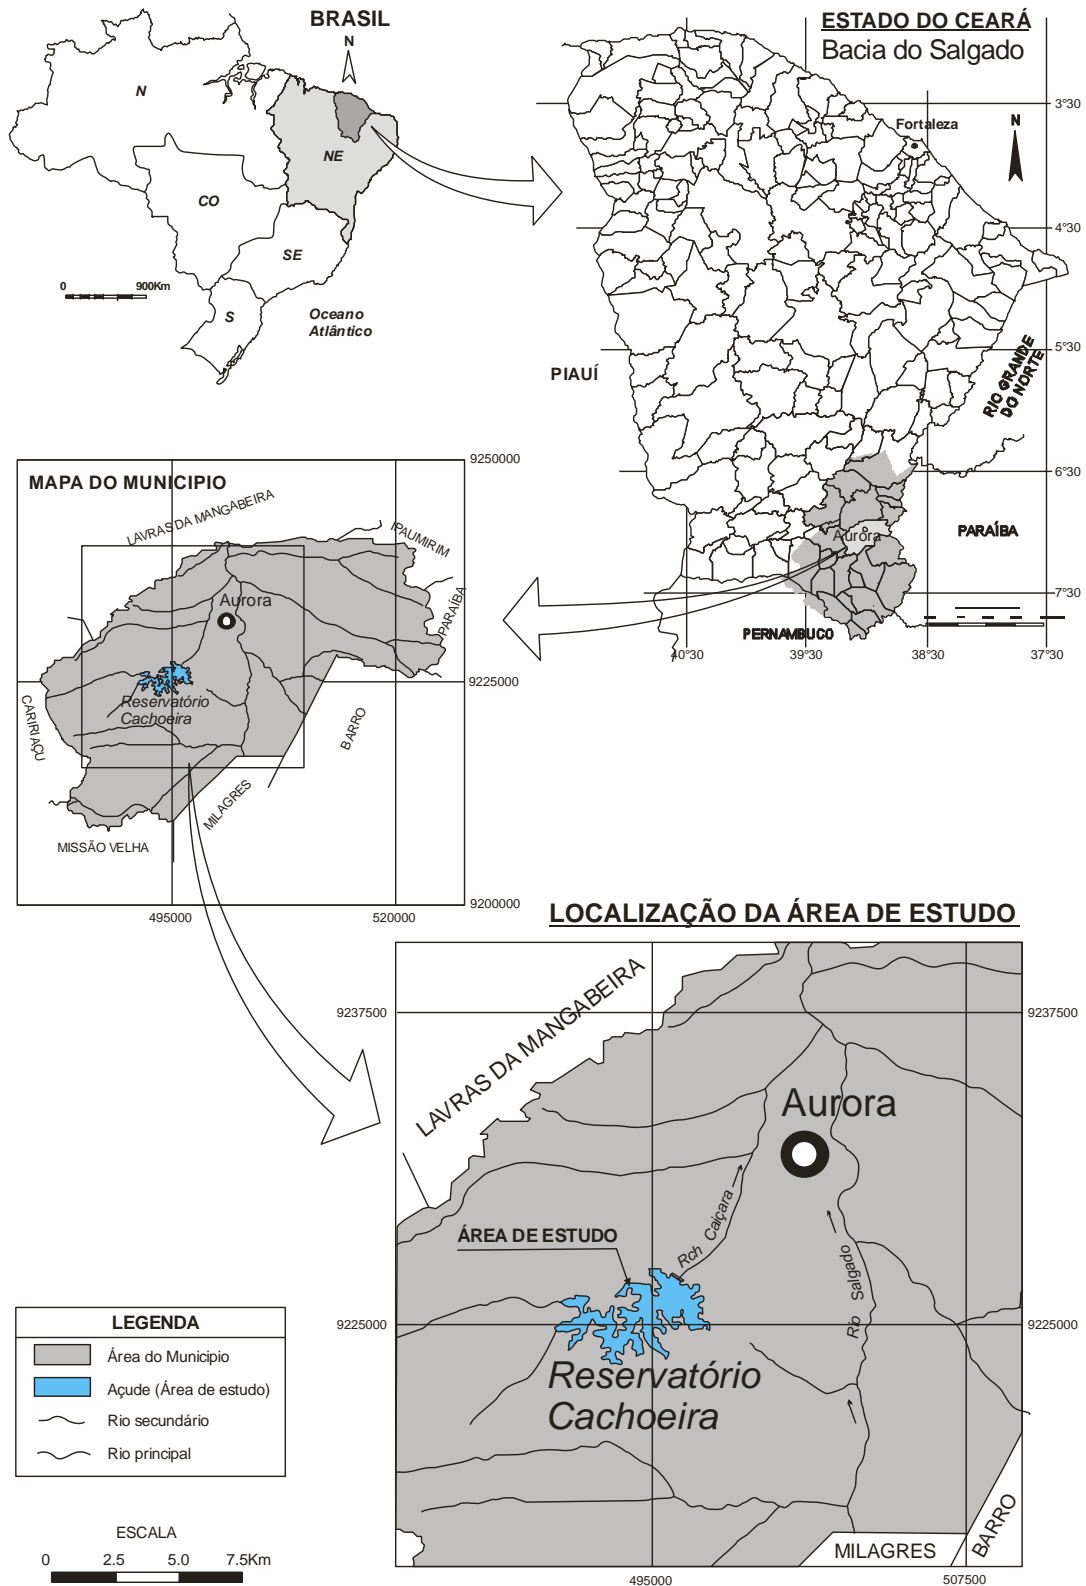 BRASIL
N
N
NE
CO
SE
S
0 900Km
Oceano
Atlântico
ESTADO DO CEARÁ
Bacia do Salgado
3°30
Fortaleza
N
4°30
5°30
PIAUÍ
RIO GRANDE
DO NORTE
6°30
Aurora
PARAÍBA
7°30
PERNAMBUCO
40°30
39°30
38°30
37°30
9250000
MAPA DO MUNICIPIO
LAVRAS DA MANGABEIRA
IPAUMIRIM
Aurora
PARAÍBA
9225000
Reservatório
Cachoeira
CARIRIAÇU
BARRO
MILAGRES
MISSÃO VELHA
9200000
495000
520000
LOCALIZAÇÃO DA ÁREA DE ESTUDO
9237500
9237500
LAVRAS DA MANGABEIRA
Aurora
Rch Caiçara
ÁREA DE ESTUDO
Rio Salgado
9225000
9225000
Reservatório
Cachoeira
MILAGRES
BARRO
495000
507500
LEGENDA
Área do Municipio
Açude (Área de estudo)
Rio secundário
Rio principal
ESCALA
0 2.5 5.0 7.5Km